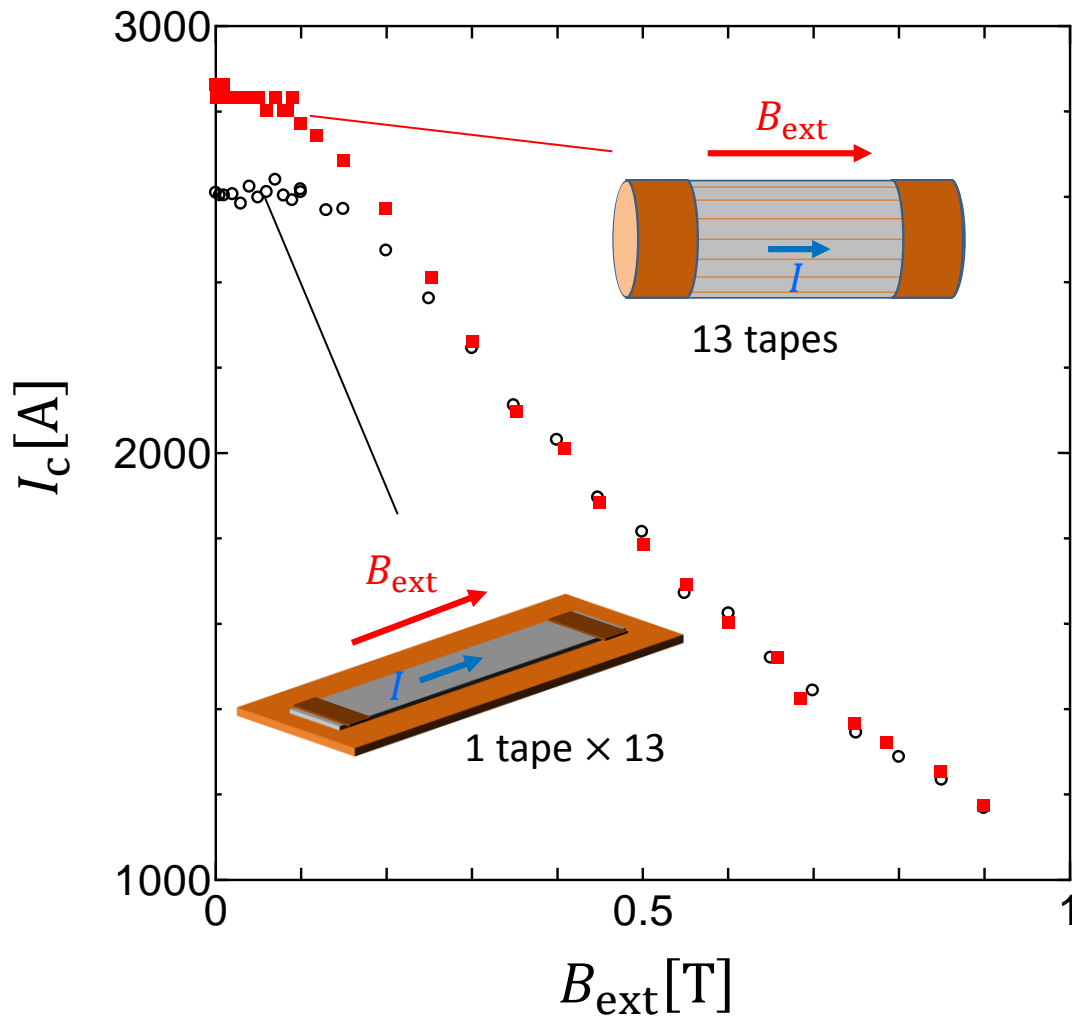 3000
2000
1000
0
0.5
1
I_c[A]
B_ext[T]
B_ext
I
13 tapes
B_ext
I
1 tape × 13